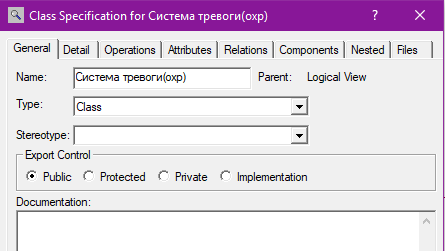 Class Specification for Система тревоги(охр)
General Detail Operations Attributes Relations Components Nested Files
Name: Система тревоги(охр) Parent: Logical View
Type: Class
Stereotype:
Export Control
Public Protected Private Implementation
Documentation: